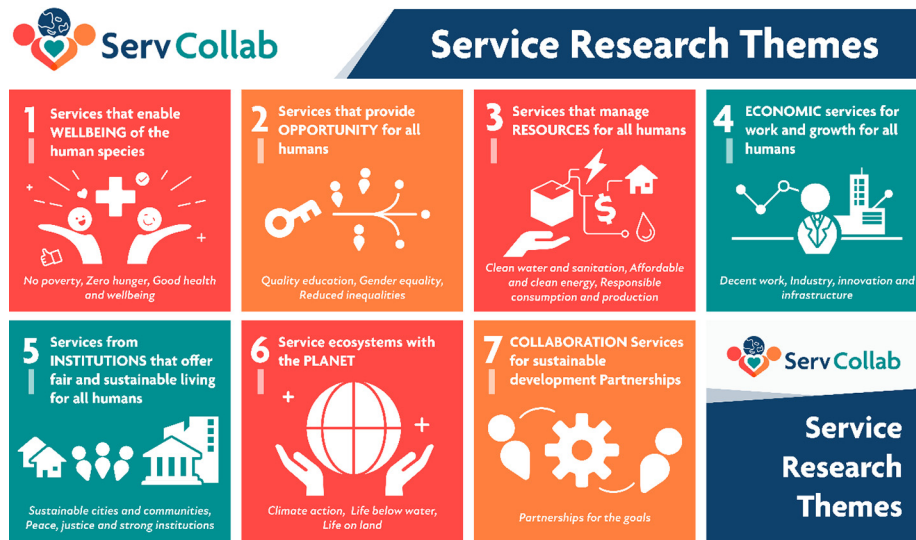 ServCollab
Service Research Themes
1
Services that enable
WELLBEING of the
human species
No poverty, Zero hunger, Good health
and wellbeing
2
Services that provide
OPPORTUNITY for all
humans
Quality education, Gender equality,
Reduced inequalities
3
Services that manage
RESOURCES for all humans
$
Clean water and sanitation, Affordable
and clean energy, Responsible
consumption and production
4
ECONOMIC services for
work and growth for all
humans
Decent work, Industry, innovation and
infrastructure
5
Services from
INSTITUTIONS that offer
fair and sustainable living
for all humans
Sustainable cities and communities,
Peace, justice and strong institutions
6
Service ecosystems with
the PLANET
Climate action, Life below water,
Life on land
7
COLLABORATION Services
for sustainable
development Partnerships
Partnerships for the goals
ServCollab
Service
Research
Themes